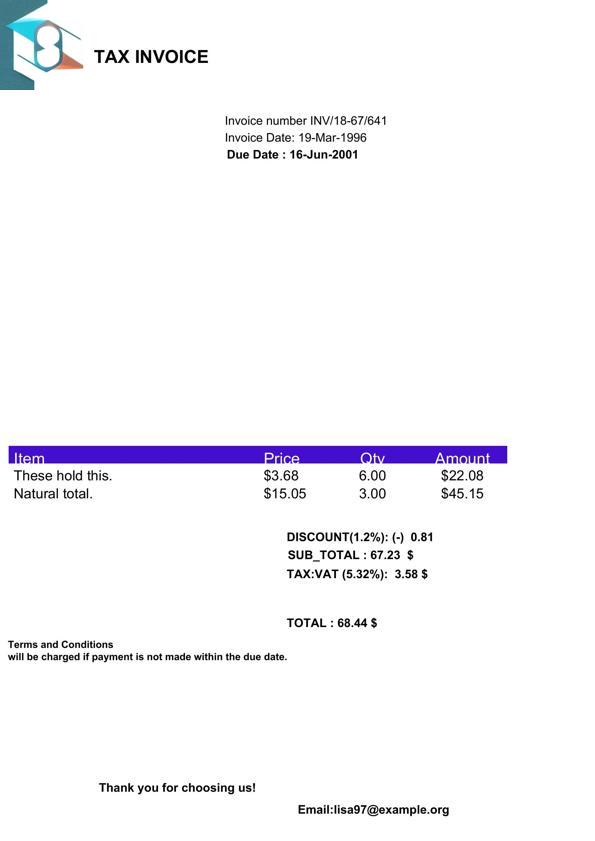 TAX INVOICE
Invoice number INV/18-67/641
Invoice Date: 19-Mar-1996
Due Date : 16-Jun-2001
Item Price Qty Amount
These hold this. $3.68 6.00 $22.08
Natural total. $15.05 3.00 $45.15
DISCOUNT(1.2%): (-) 0.81
SUB_TOTAL : 67.23 $
TAX:VAT (5.32%): 3.58 $
TOTAL : 68.44 $
Terms and Conditions
will be charged if payment is not made within the due date.
Thank you for choosing us!
Email:lisa97@example.org